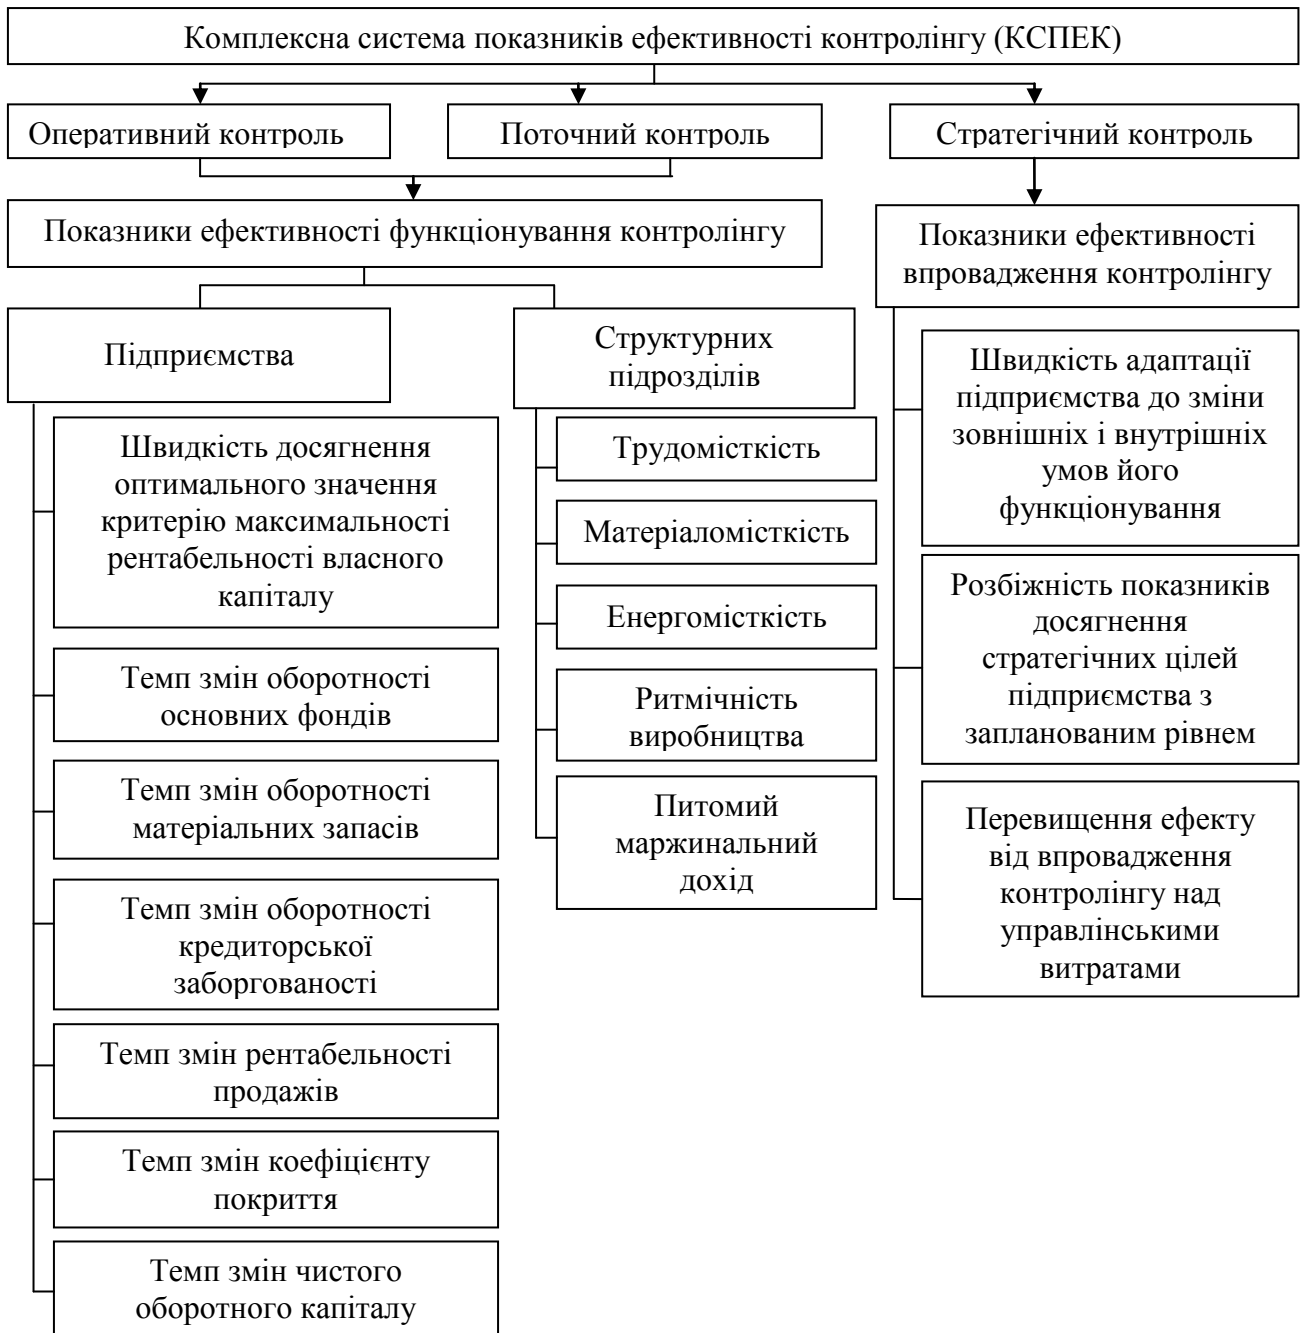 Комплексна система показників ефективності контролінгу (КСПЕК)
Оперативний контроль
Поточний контроль
Стратегічний контроль
Показники ефективності функціонування контролінгу
Показники ефективності
впровадження контролінгу
Підприємства
Структурних
підрозділів
Швидкість досягнення
оптимального значення
критерію максимальності
рентабельності власного
капіталу
Темп змін оборотності
основних фондів
Темп змін оборотності
матеріальних запасів
Темп змін оборотності
кредиторської
заборгованості
Темп змін рентабельності
продажів
Темп змін коефіцієнту
покриття
Темп змін чистого
оборотного капіталу
Трудомісткість
Матеріаломісткість
Енергомісткість
Ритмічність
виробництва
Питомий
маржинальний
дохід
Швидкість адаптації
підприємства до зміни
зовнішніх і внутрішніх
умов його
функціонування
Розбіжність показників
досягнення
стратегічних цілей
підприємства з
запланованим рівнем
Перевищення ефекту
від впровадження
контролінгу над
управлінськими
витратами